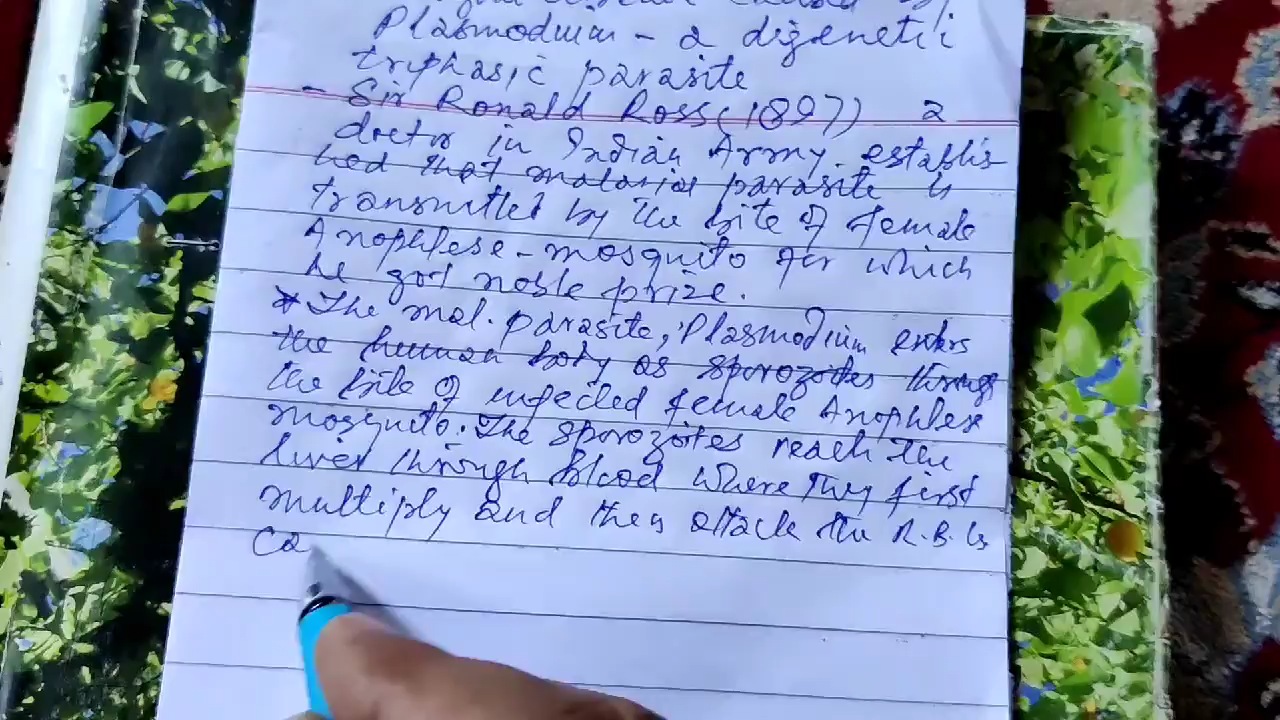 Plasmodium - a digenetic
triphasic parasite
- Sir Ronald Ross (1897) a
doctor in Indian Army. establis
hed that malarial parasite is
transmitted by the bite of female
Anophlese - mosquito for which
he got noble prize.
* The mal. parasite, Plasmodium enters
the human body as sporozoites through
the bite of infected female Anophlese
mosquito. The sporozoites reach the
liver through blood where they first
multiply and then attack the R.B.Cs
Ca